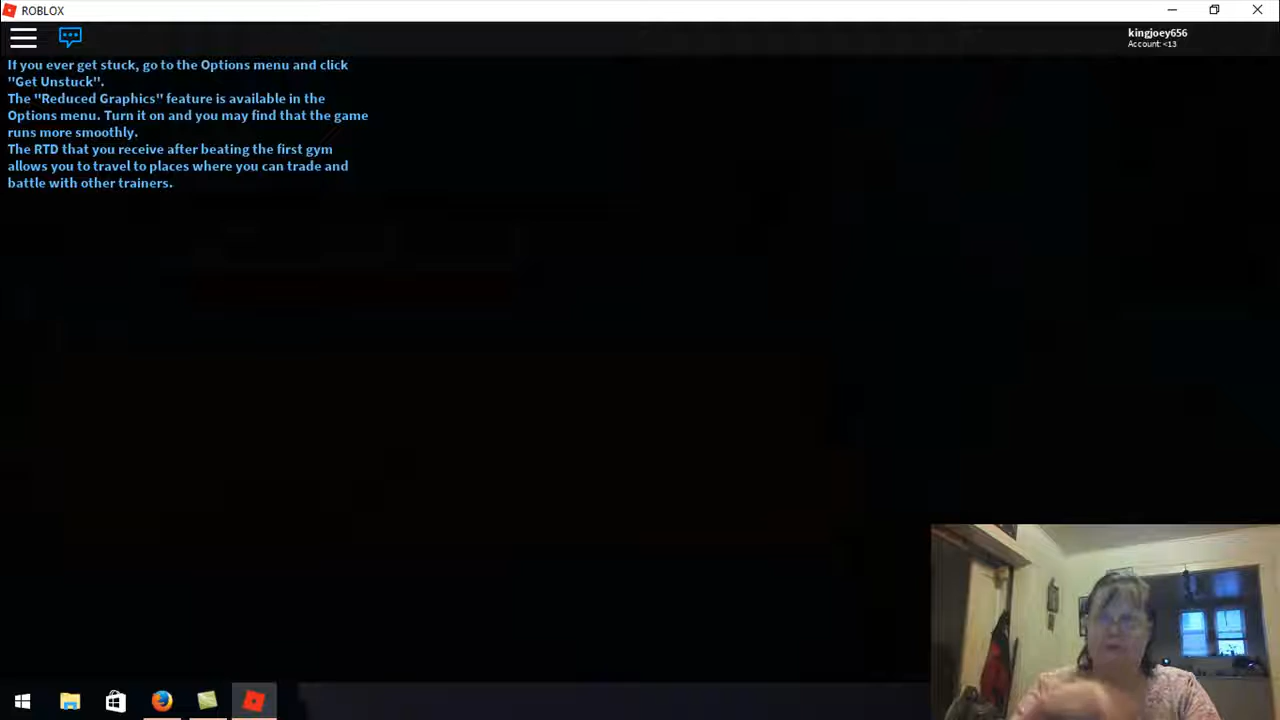 ROBLOX
kingjoey656
Account: <13
If you ever get stuck, go to the Options menu and click
"Get Unstuck".
The "Reduced Graphics" feature is available in the
Options menu. Turn it on and you may find that the game
runs more smoothly.
The RTD that you receive after beating the first gym
allows you to travel to places where you can trade and
battle with other trainers.